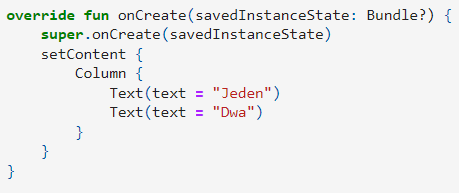 override fun onCreate(savedInstanceState: Bundle?) {
    super.onCreate(savedInstanceState)
    setContent {
        Column {
            Text(text = "Jeden")
            Text(text = "Dwa")
        }
    }
}